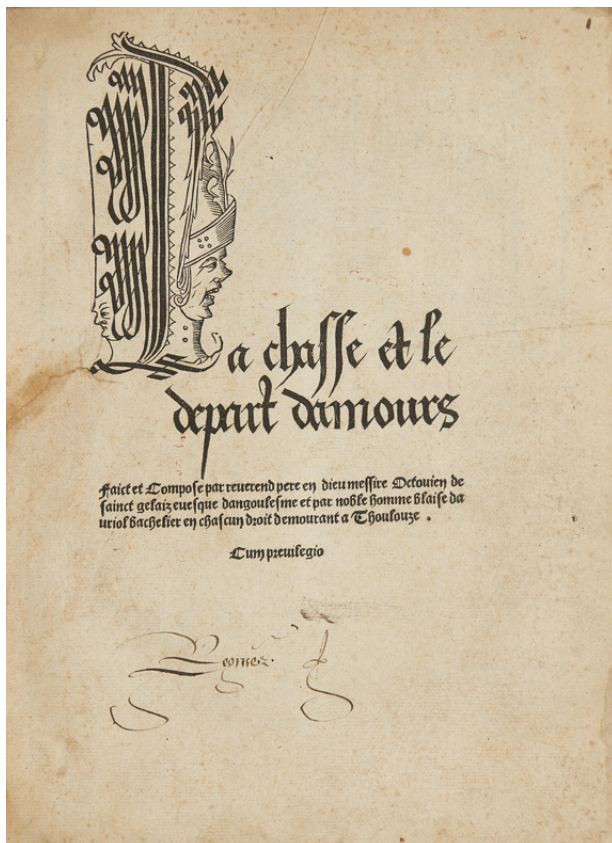 La chasse et le
depart damours
Faict et Compose par reuerend pere en dieu messire Octouien de
sainct gelaiz euesque dangoulesme et par noble homme blaise da
uriol bachelier en chascun droit demourant a Thoulouze .
Cum preuilegio